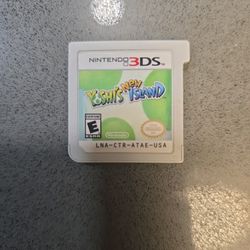 NINTENDO 3DS
YOSHI'S NEW ISLAND
E
LNA-CTR-ATAE-USA